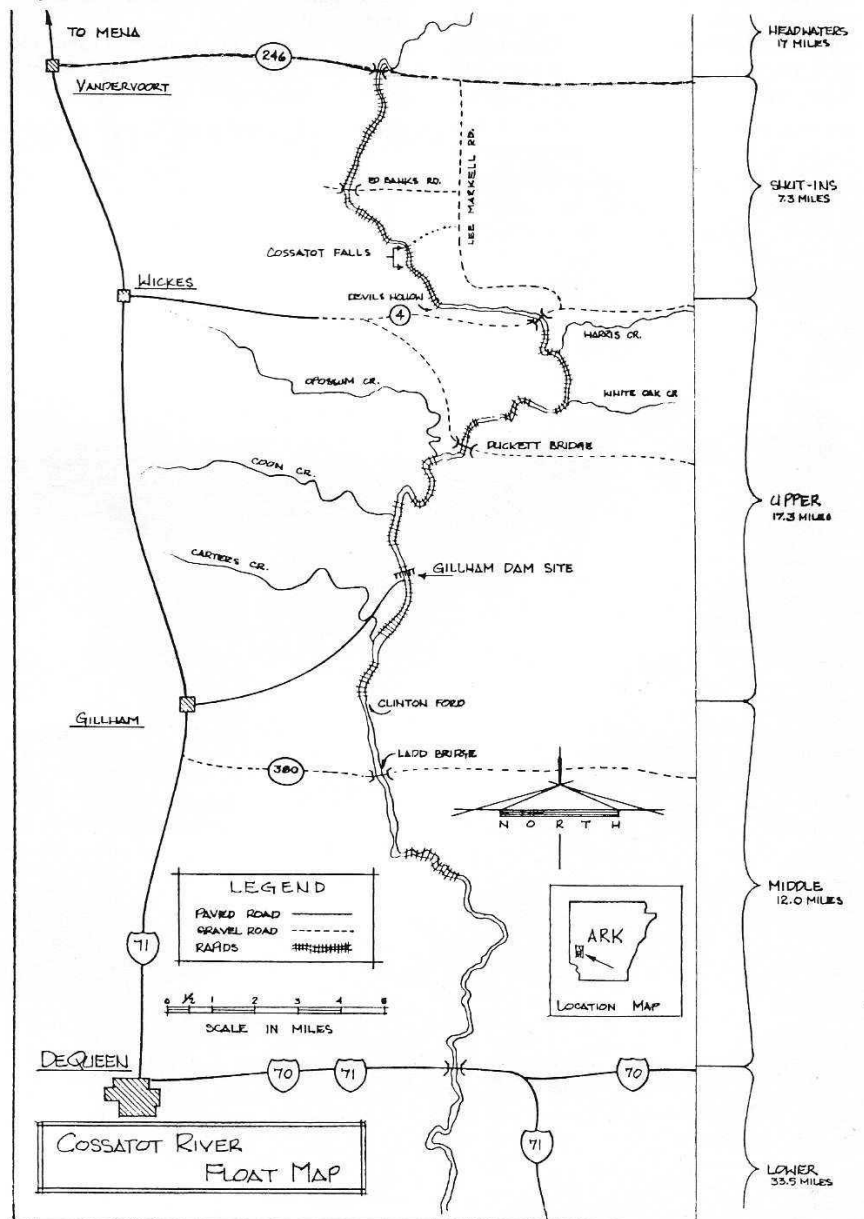 TO MENA
HEADWATERS
17 MILES
246
VANDERVOORT
LEE MARKELL RD.
ED BANKS RD.
SHUT-INS
7.3 MILES
COSSATOT FALLS
WICKES
DEVILS HOLLOW
4
HARRIS CR.
OPOSSUM CR.
WHITE OAK CR
DUCKETT BRIDGE
COON CR.
UPPER
17.3 MILES
CARTERS CR.
GILLHAM DAM SITE
CLINTON FORD
GILLHAM
LADD BRIDGE
380
NORTH
LEGEND
PAVED ROAD
GRAVEL ROAD
RAPIDS
MIDDLE
12.0 MILES
ARK
LOCATION MAP
71
0 1/2 1 2 3 4 5
SCALE IN MILES
DEQUEEN
70 71 70
71
COSSATOT RIVER
FLOAT MAP
LOWER
33.5 MILES